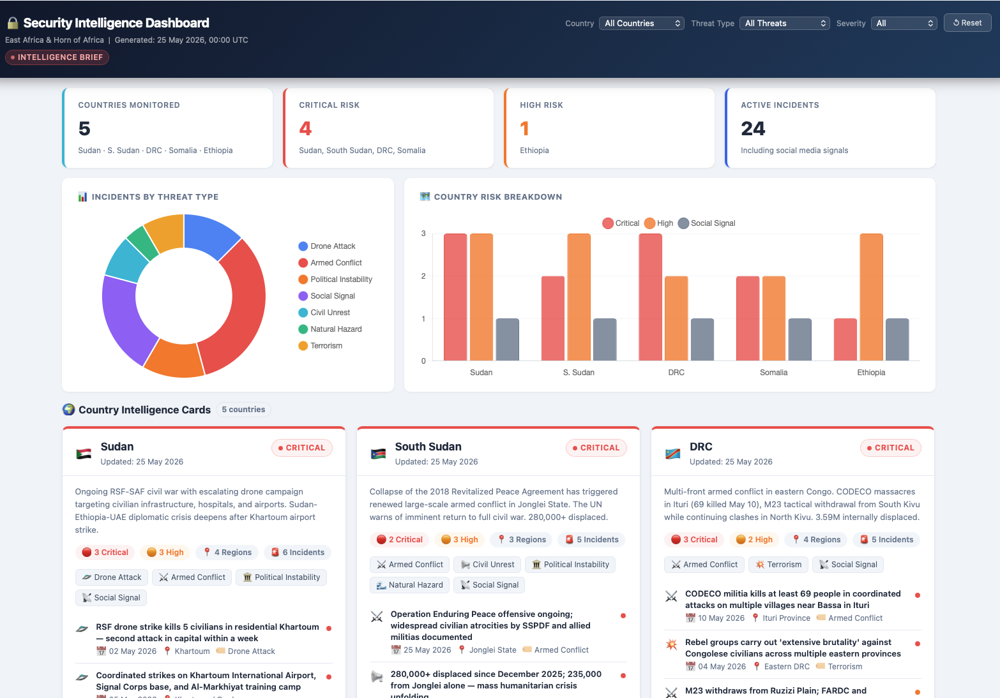 Security Intelligence Dashboard
East Africa & Horn of Africa | Generated: 25 May 2026, 00:00 UTC
INTELLIGENCE BRIEF
Country All Countries Threat Type All Threats Severity All ↺ Reset
COUNTRIES MONITORED
5
Sudan · S. Sudan · DRC · Somalia · Ethiopia
CRITICAL RISK
4
Sudan, South Sudan, DRC, Somalia
HIGH RISK
1
Ethiopia
ACTIVE INCIDENTS
24
Including social media signals
INCIDENTS BY THREAT TYPE
Drone Attack
Armed Conflict
Political Instability
Social Signal
Civil Unrest
Natural Hazard
Terrorism
COUNTRY RISK BREAKDOWN
Critical High Social Signal
3
2
1
0
Sudan S. Sudan DRC Somalia Ethiopia
Country Intelligence Cards 5 countries
Sudan
CRITICAL
Updated: 25 May 2026
Ongoing RSF-SAF civil war with escalating drone campaign
targeting civilian infrastructure, hospitals, and airports. Sudan-
Ethiopia-UAE diplomatic crisis deepens after Khartoum airport
strike.
3 Critical 3 High 4 Regions 6 Incidents
Drone Attack Armed Conflict Political Instability
Social Signal
RSF drone strike kills 5 civilians in residential Khartoum
— second attack in capital within a week
02 May 2026 Khartoum Drone Attack
Coordinated strikes on Khartoum International Airport,
Signal Corps base, and Al-Markhiyat training camp
South Sudan
CRITICAL
Updated: 25 May 2026
Collapse of the 2018 Revitalized Peace Agreement has triggered
renewed large-scale armed conflict in Jonglei State. The UN
warns of imminent return to full civil war. 280,000+ displaced.
2 Critical 3 High 3 Regions 5 Incidents
Armed Conflict Civil Unrest Political Instability
Natural Hazard Social Signal
Operation Enduring Peace offensive ongoing;
widespread civilian atrocities by SSPDF and allied
militias documented
25 May 2026 Jonglei State Armed Conflict
280,000+ displaced since December 2025; 235,000
from Jonglei alone — mass humanitarian crisis
unfolding
DRC
CRITICAL
Updated: 25 May 2026
Multi-front armed conflict in eastern Congo. CODECO massacres
in Ituri (69 killed May 10), M23 tactical withdrawal from South Kivu
while continuing clashes in North Kivu. 3.59M internally displaced.
3 Critical 2 High 4 Regions 5 Incidents
Armed Conflict Terrorism Social Signal
CODECO militia kills at least 69 people in coordinated
attacks on multiple villages near Bassa in Ituri
10 May 2026 Ituri Province Armed Conflict
Rebel groups carry out 'extensive brutality' against
Congolese civilians across multiple eastern provinces
04 May 2026 Eastern DRC Terrorism
M23 withdraws from Ruzizi Plain; FARDC and